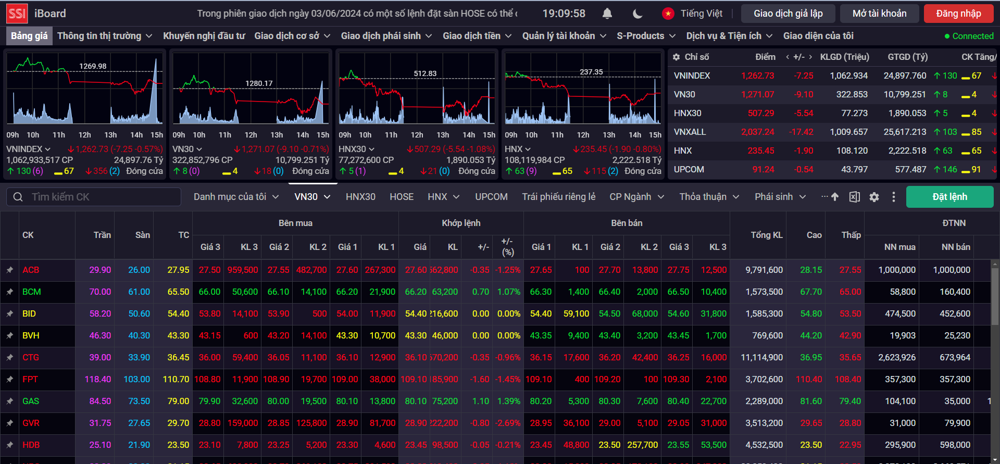 SSI iBoard Trong phiên giao dịch ngày 03/06/2024 có một số lệnh đặt sàn HOSE có thể 19:09:58 Tiếng Việt Giao dịch giả lập Mở tài khoản Đăng nhập
Bảng giá Thông tin thị trường Khuyến nghị đầu tư Giao dịch cơ sở Giao dịch phái sinh Giao dịch tiền Quản lý tài khoản S-Products Dịch vụ & Tiện ích Giao diện của tôi Connected
1269.98
09h 10h 11h 12h 13h 14h 15h
VNINDEX 1,262.73 (-7.25 -0.57%)
1,062,933,517 CP 24,897.76 Tỷ
130 (6) 67 356 (2) Đóng cửa
1280.17
09h 10h 11h 12h 13h 14h 15h
VN30 1,271.07 (-9.10 -0.71%)
322,852,796 CP 10,799.251 Tỷ
8 (0) 4 18 (0) Đóng cửa
512.83
09h 10h 11h 12h 13h 14h 15h
HNX30 507.29 (-5.54 -1.08%)
77,272,600 CP 1,890.053 Tỷ
5 (1) 4 21 (0) Đóng cửa
237.35
09h 10h 11h 12h 13h 14h 15h
HNX 235.45 (-1.90 -0.80%)
108,119,984 CP 2,222.518 Tỷ
63 (9) 65 115 (2) Đóng cửa
Chỉ số Điểm < +/- > KLGD (Triệu) GTGD (Tỷ) CK Tăng/
VNINDEX 1,262.73 -7.25 1,062.934 24,897.760 130 67
VN30 1,271.07 -9.10 322.853 10,799.251 8 4
HNX30 507.29 -5.54 77.273 1,890.053 5 4
VNXALL 2,037.24 -17.42 1,009.657 25,617.213 103 85
HNX 235.45 -1.90 108.120 2,222.518 63 65
UPCOM 91.24 -0.54 43.797 577.487 146 91
Tìm kiếm CK Danh mục của tôi VN30 HNX30 HOSE HNX UPCOM Trái phiếu riêng lẻ CP Ngành Thỏa thuận Phái sinh ... Đặt lệnh
CK Trần Sàn TC Bên mua Khớp lệnh Bên bán Tổng KL Cao Thấp ĐTNN
Giá 3 KL 3 Giá 2 KL 2 Giá 1 KL 1 Giá KL +/- +/- (%) Giá 1 KL 1 Giá 2 KL 2 Giá 3 KL 3 NN mua NN bán
ACB 29.90 26.00 27.95 27.50 959,500 27.55 482,700 27.60 267,300 27.60 562,800 -0.35 -1.25% 27.65 100 27.70 13,800 27.75 12,500 9,791,600 28.15 27.55 1,000,000 1,000,000
BCM 70.00 61.00 65.50 66.00 50,600 66.10 14,100 66.20 21,900 66.20 63,200 0.70 1.07% 66.30 1,400 66.40 2,000 66.50 10,400 1,573,500 67.70 65.00 58,800 160,400
BID 58.20 50.60 54.40 53.80 14,100 53.90 500 54.00 11,900 54.40 216,600 0.00 0.00% 54.40 59,100 54.50 68,000 54.60 31,800 1,585,300 54.80 53.50 474,500 452,600
BVH 46.30 40.30 43.30 43.15 600 43.20 14,100 43.30 10,700 43.30 46,000 0.00 0.00% 43.35 9,400 43.40 3,200 43.45 1,700 769,600 44.20 42.90 19,903 25,230
CTG 39.00 33.90 36.45 36.00 59,400 36.05 11,100 36.10 12,900 36.10 570,200 -0.35 -0.96% 36.15 17,600 36.20 42,400 36.25 16,000 11,114,900 36.95 35.65 2,623,926 673,964
FPT 118.40 103.00 110.70 108.80 11,900 108.90 19,700 109.00 38,000 109.10 185,900 -1.60 -1.45% 109.10 400 109.20 100 109.30 2,100 3,702,600 110.40 108.40 357,300 357,300
GAS 84.50 73.50 79.00 79.90 32,600 80.00 19,500 80.10 13,800 80.10 75,200 1.10 1.39% 80.20 5,300 80.30 7,600 80.40 22,700 2,289,000 81.60 79.40 104,100 35,000
GVR 31.75 27.65 29.70 28.80 159,000 28.85 125,800 28.90 81,700 28.90 222,200 -0.80 -2.69% 28.95 36,100 29.00 5,100 29.05 31,000 3,513,200 29.65 28.80 31,000 79,900
HDB 25.10 21.90 23.50 23.10 7,800 23.25 5,200 23.30 4,600 23.45 98,500 -0.05 -0.21% 23.45 48,800 23.50 257,700 23.55 53,500 4,532,500 23.50 22.95 295,900 598,000